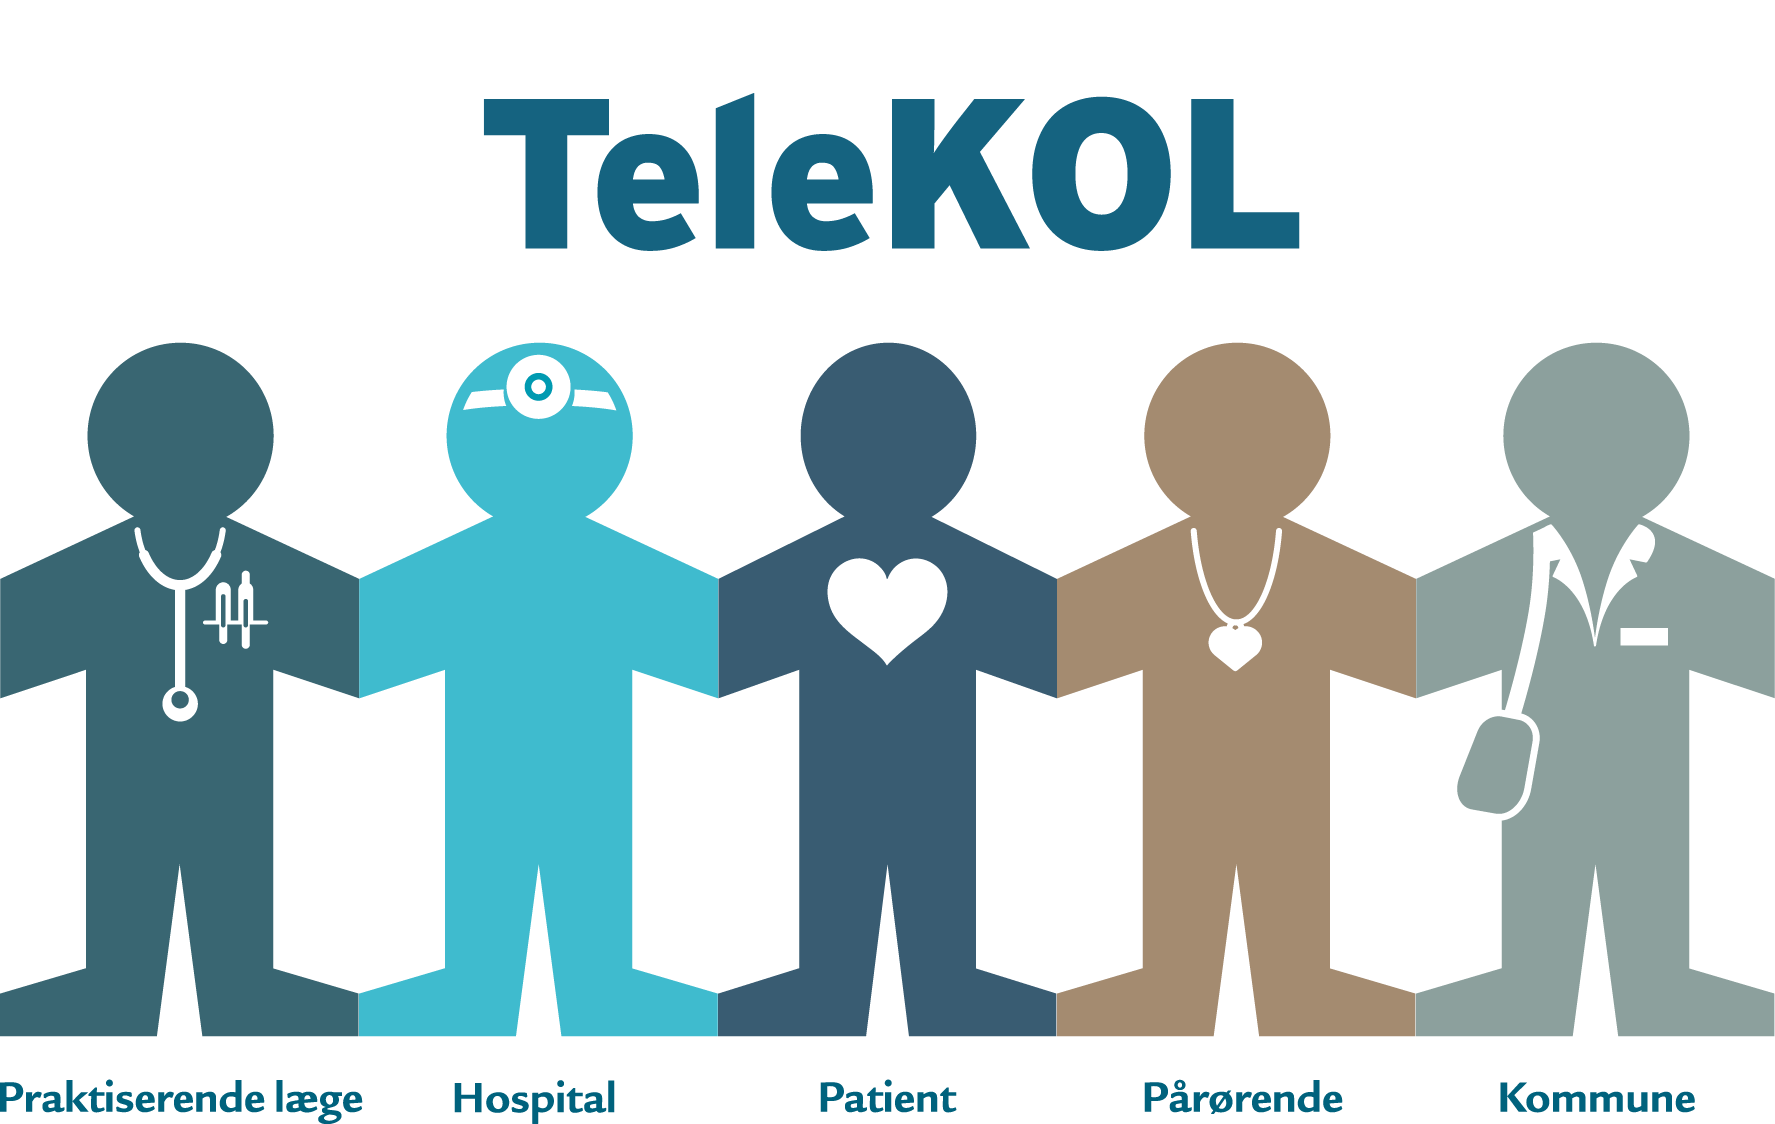 TeleKOL
Praktiserende læge
Hospital
Patient
Pårørende
Kommune